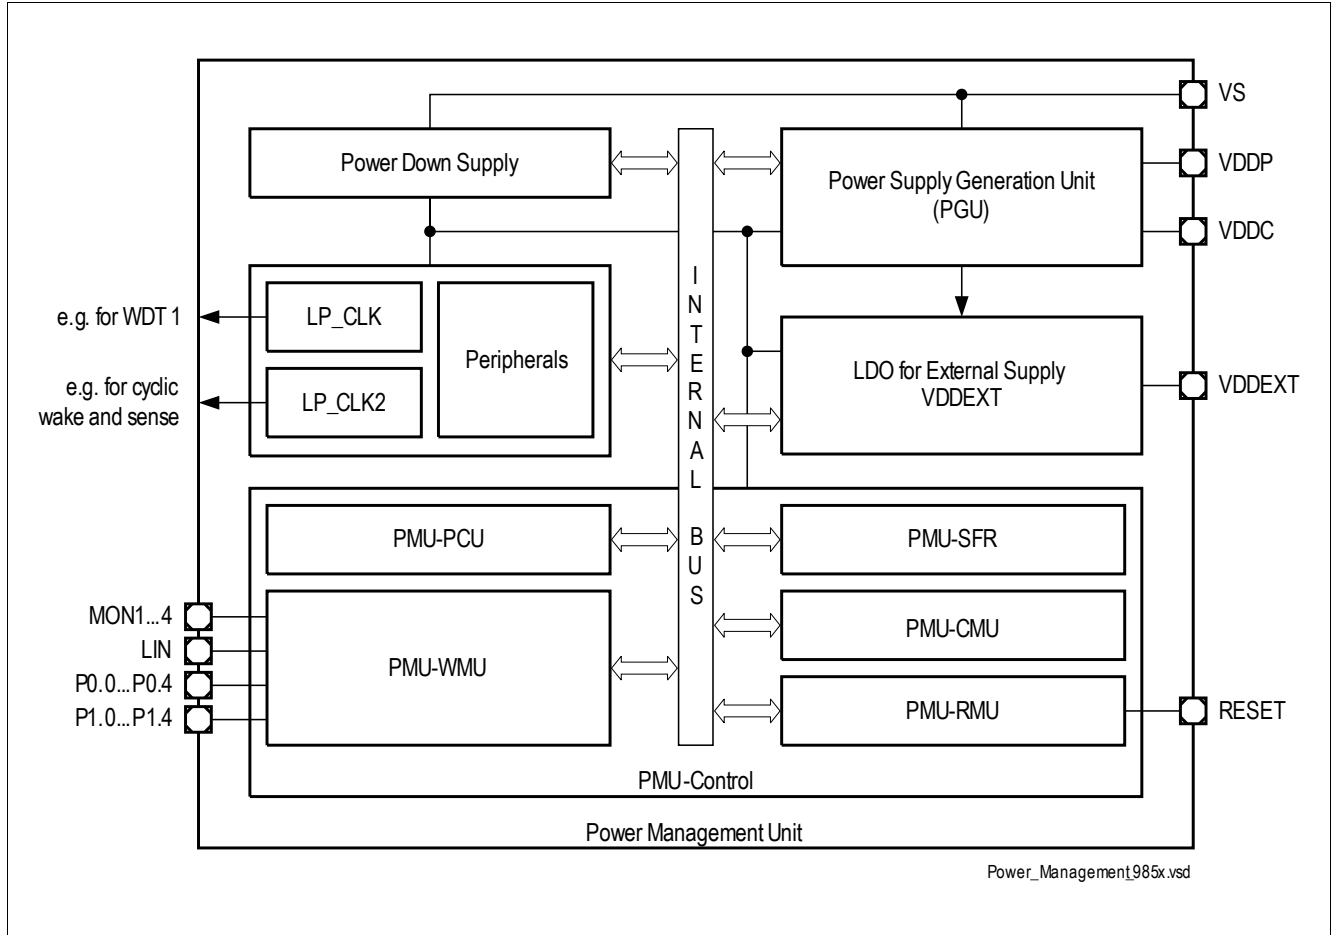 VS
Power Down Supply
Power Supply Generation Unit
(PGU)
VDDP
VDDC
e.g. for WDT 1
LP_CLK
Peripherals
e.g. for cyclic
wake and sense
LP_CLK2
LDO for External Supply
VDDEXT
VDDEXT
INTERNAL BUS
PMU-PCU
PMU-SFR
MON1...4
LIN
P0.0...P0.4
P1.0...P1.4
PMU-WMU
PMU-CMU
PMU-RMU
RESET
PMU-Control
Power Management Unit
Power_Management_985x.vsd